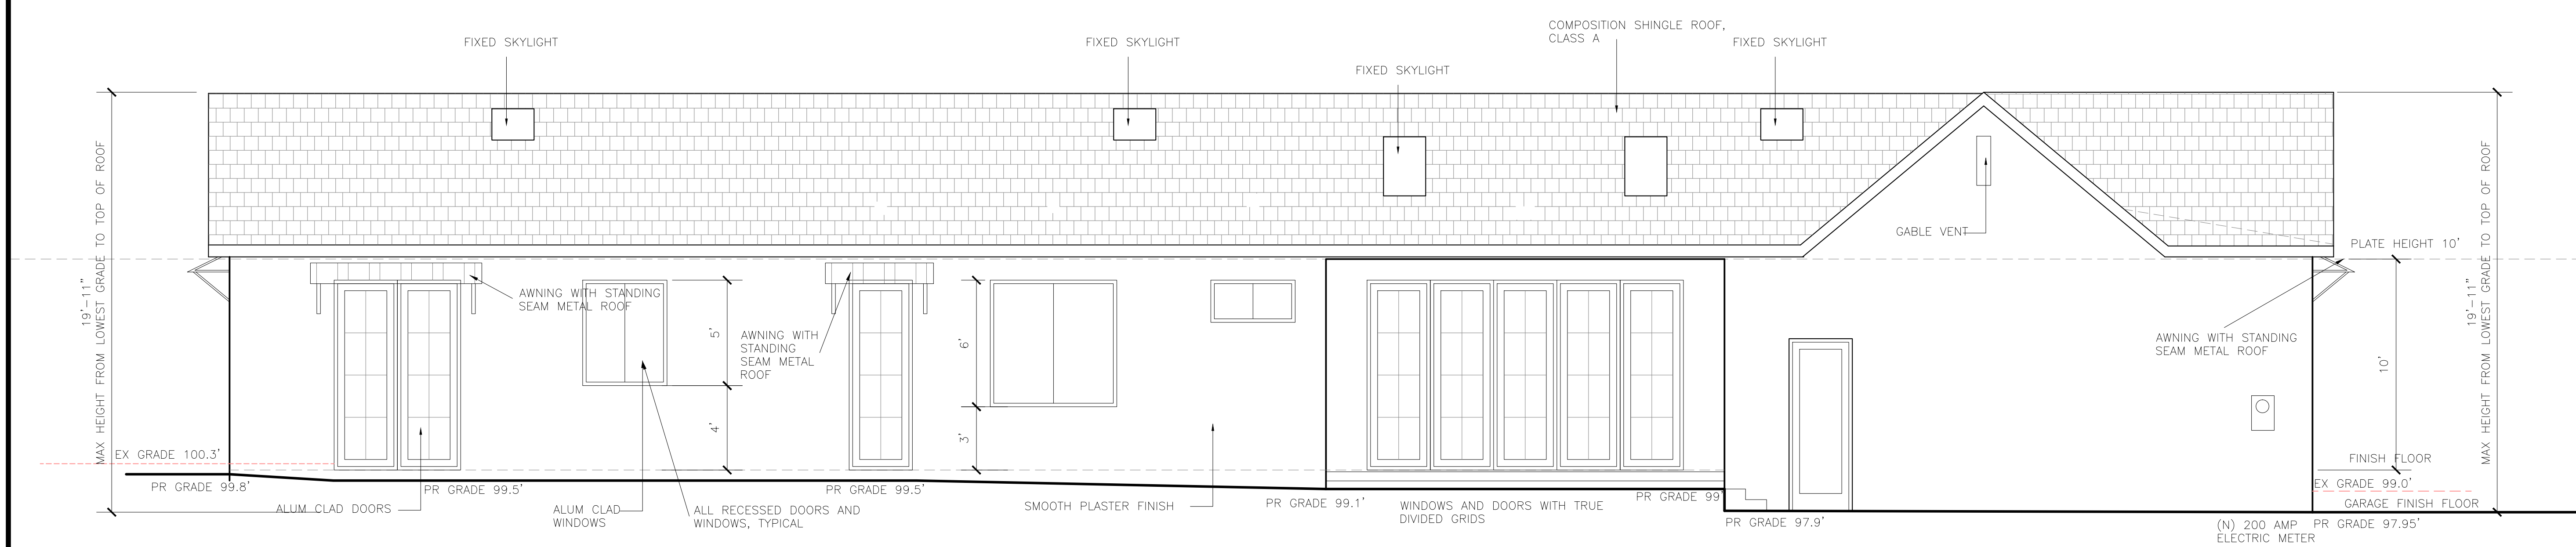 COMPOSITION SHINGLE ROOF,
CLASS A
FIXED SKYLIGHT
FIXED SKYLIGHT
FIXED SKYLIGHT
FIXED SKYLIGHT
19'-11"
MAX HEIGHT FROM LOWEST GRADE TO TOP OF ROOF
19'-11"
MAX HEIGHT FROM LOWEST GRADE TO TOP OF ROOF
GABLE VENT
PLATE HEIGHT 10'
AWNING WITH STANDING
SEAM METAL ROOF
5'
4'
AWNING WITH
STANDING
SEAM METAL
ROOF
6'
3'
AWNING WITH STANDING
SEAM METAL ROOF
10'
EX GRADE 100.3'
FINISH FLOOR
PR GRADE 99.8'
PR GRADE 99.5'
PR GRADE 99.5'
EX GRADE 99.0'
ALUM CLAD DOORS
ALUM CLAD
WINDOWS
ALL RECESSED DOORS AND
WINDOWS, TYPICAL
SMOOTH PLASTER FINISH
PR GRADE 99.1'
WINDOWS AND DOORS WITH TRUE
DIVIDED GRIDS
PR GRADE 99'
GARAGE FINISH FLOOR
PR GRADE 97.9'
(N) 200 AMP
ELECTRIC METER
PR GRADE 97.95'